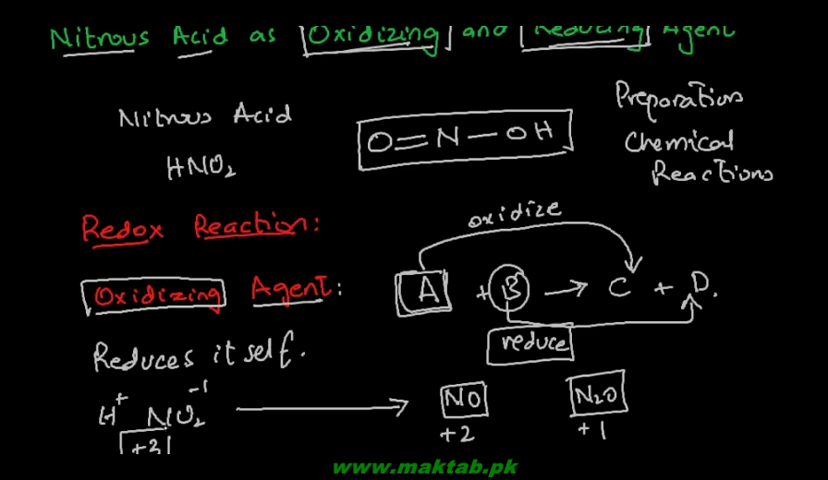 Nitrous Acid as Oxidizing and Reducing Agent
Nitrous Acid
HNO₂
O=N—OH
Preparations
Chemical
Reactions
Redox Reaction:
oxidize
Oxidizing Agent:
A + B → C + D.
reduce
Reduces itself.
H⁺ NO₂⁻¹ → NO N₂O
+3 +2 +1
www.maktab.pk